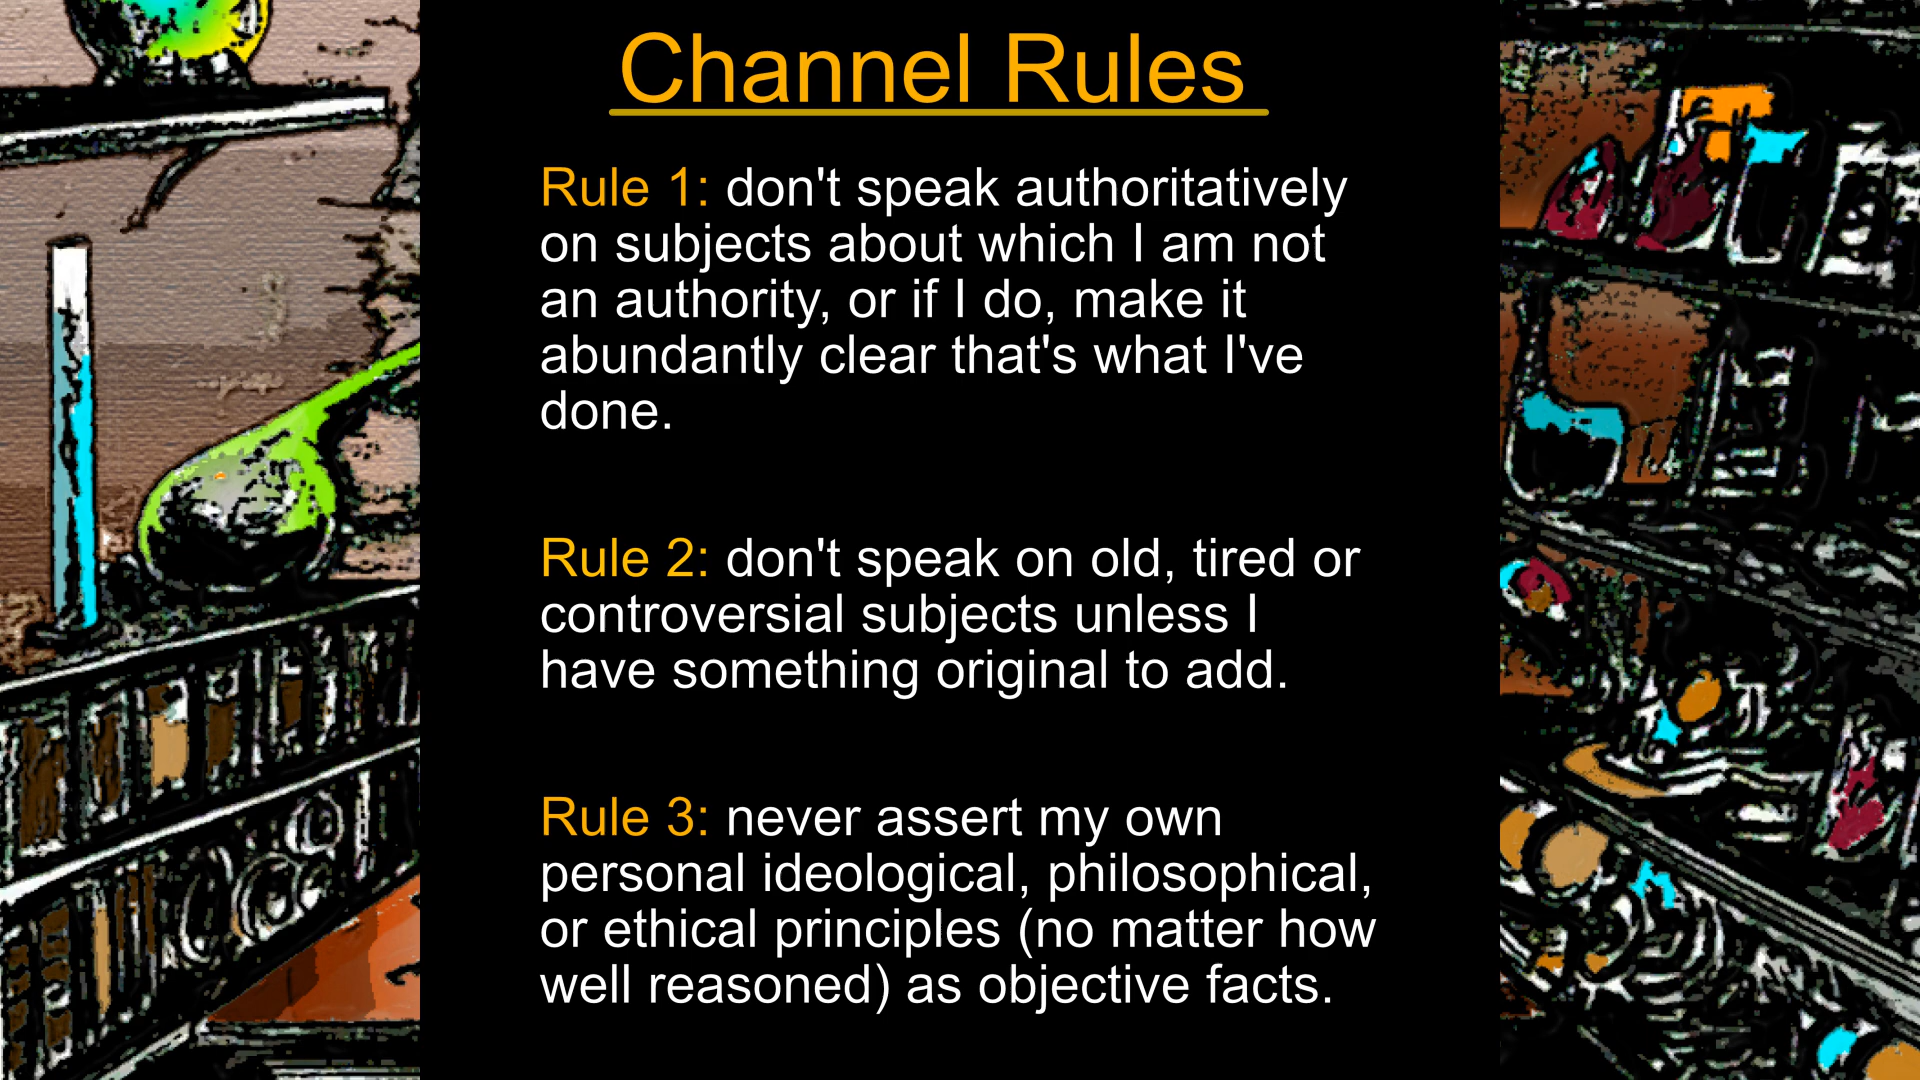 Channel Rules
Rule 1: don't speak authoritatively
on subjects about which I am not
an authority, or if I do, make it
abundantly clear that's what I've
done.
Rule 2: don't speak on old, tired or
controversial subjects unless I
have something original to add.
Rule 3: never assert my own
personal ideological, philosophical,
or ethical principles (no matter how
well reasoned) as objective facts.